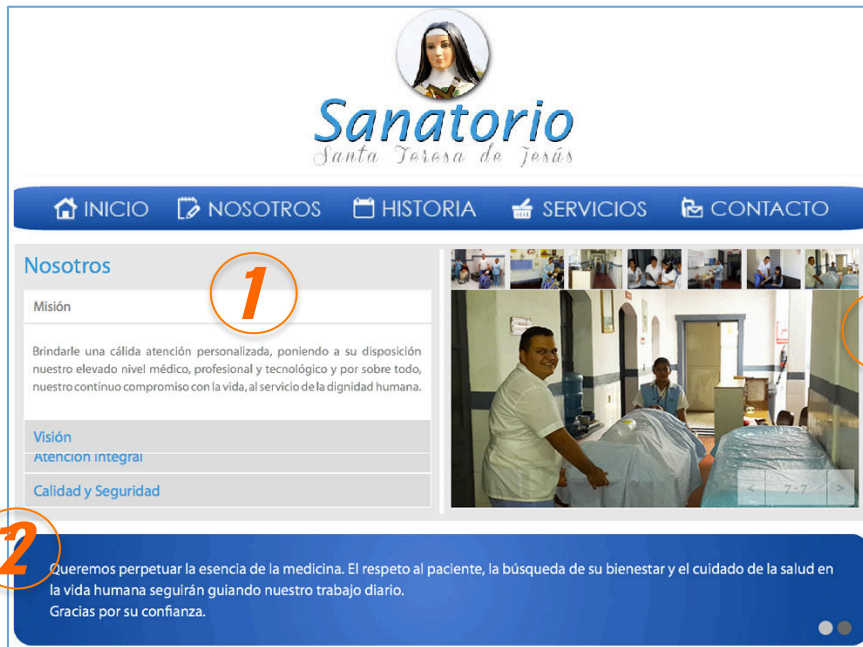 Sanatorio
Santa Teresa de Jesús
INICIO NOSOTROS HISTORIA SERVICIOS CONTACTO
Nosotros
1
Misión
Brindarle una cálida atención personalizada, poniendo a su disposición
nuestro elevado nivel médico, profesional y tecnológico y por sobre todo,
nuestro continuo compromiso con la vida, al servicio de la dignidad humana.
Visión
Atención Integral
Calidad y Seguridad
< 7-7 >
2
Queremos perpetuar la esencia de la medicina. El respeto al paciente, la búsqueda de su bienestar y el cuidado de la salud en
la vida humana seguirán guiando nuestro trabajo diario.
Gracias por su confianza.